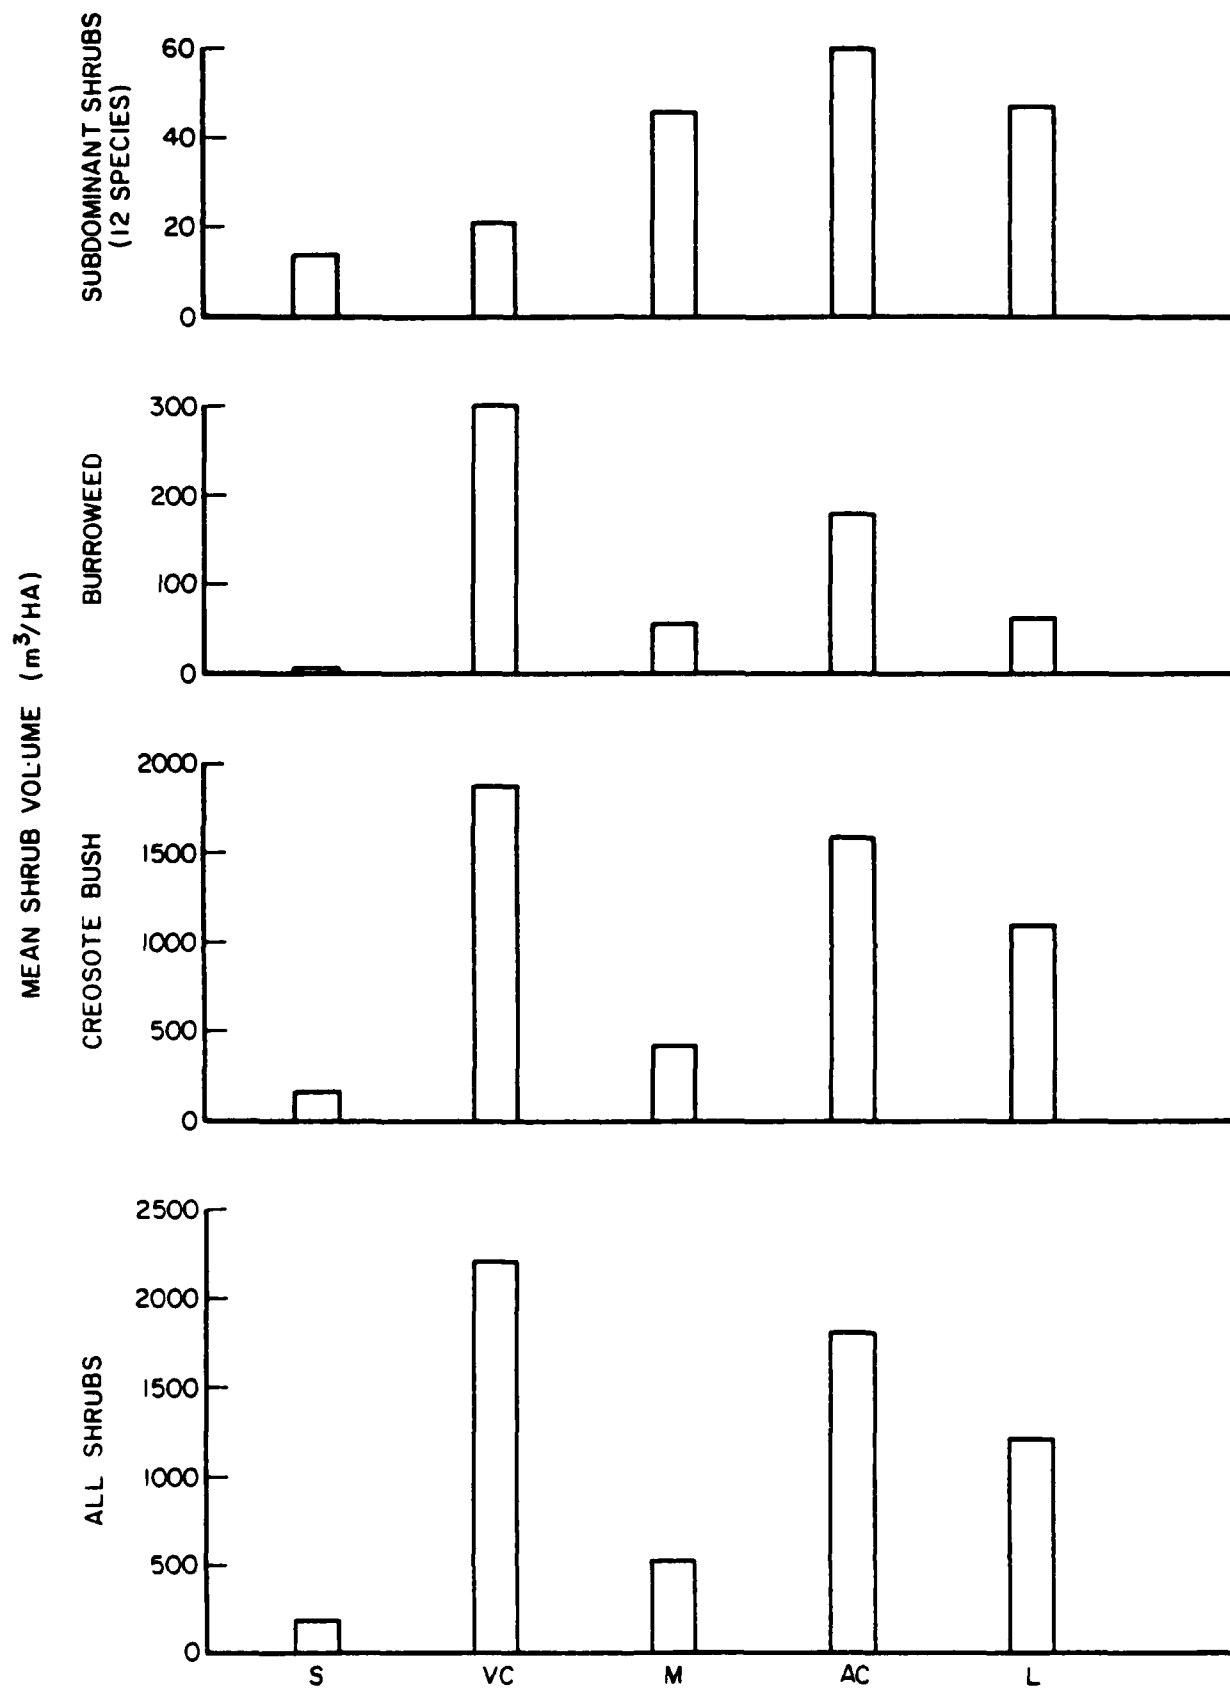 MEAN SHRUB VOLUME (m³/HA)
SUBDOMINANT SHRUBS
(12 SPECIES)
60
40
20
0
BURROWEED
300
200
100
0
CREOSOTE BUSH
2000
1500
1000
500
0
ALL SHRUBS
2500
2000
1500
1000
500
0
S VC M AC L